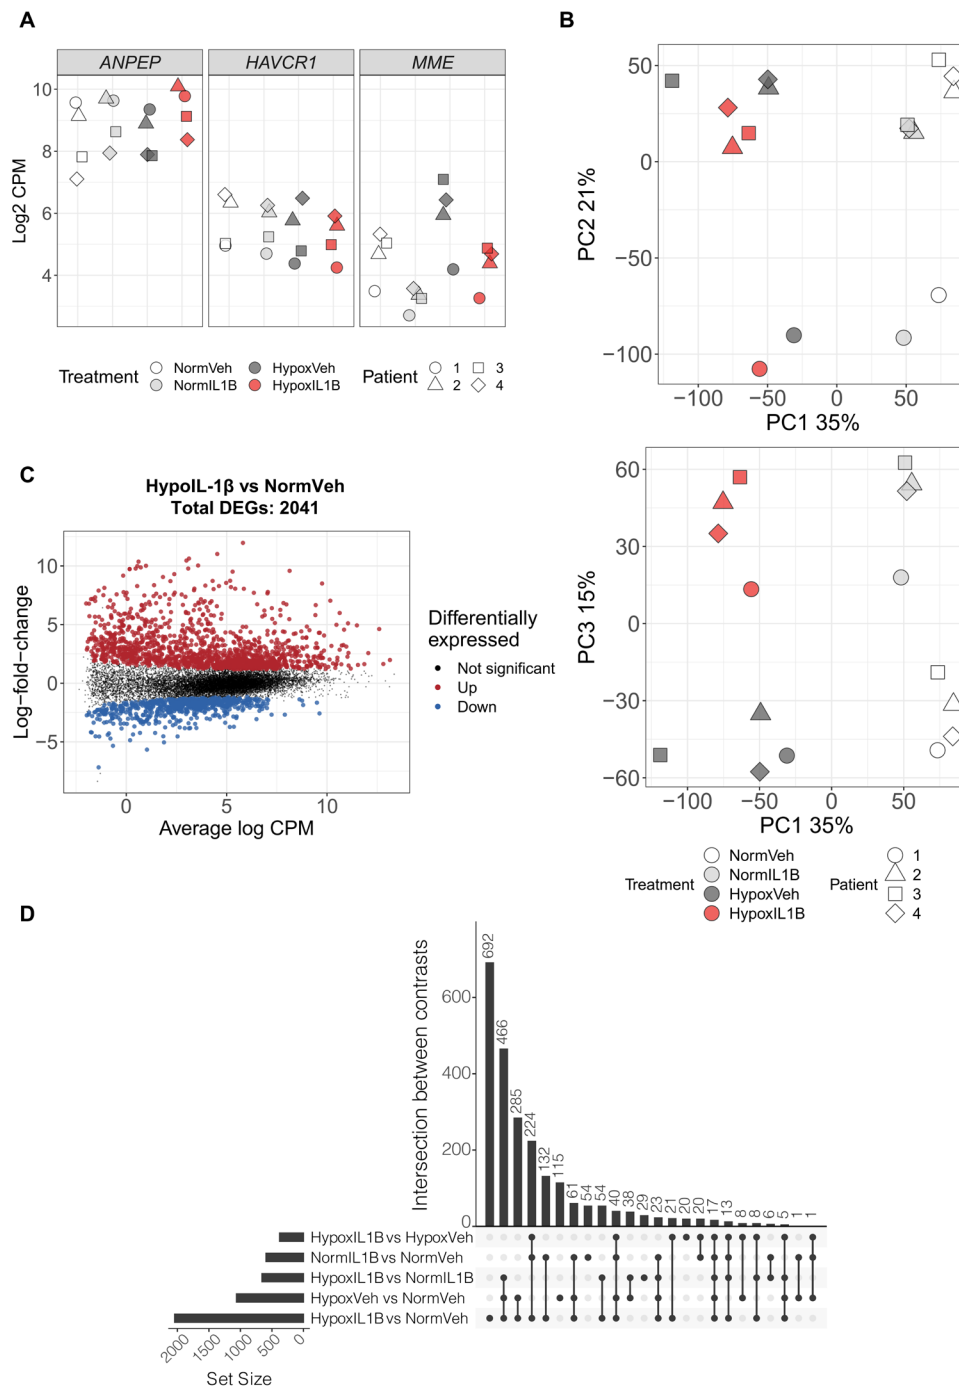 A
ANPEP HAVCR1 MME
Log2 CPM
10
8
6
4
Treatment NormVeh HypoxVeh Patient 1 3
NormIL1B HypoxIL1B 2 4
B
PC2 21%
50
0
−50
−100
−100 −50 0 50
PC1 35%
PC3 15%
60
30
0
−30
−60
−100 −50 0 50
PC1 35%
Treatment
NormVeh
NormIL1B
HypoxVeh
HypoxIL1B
Patient
1
2
3
4
C
HypoIL-1β vs NormVeh
Total DEGs: 2041
Log−fold−change
10
5
0
−5
0 5 10
Average log CPM
Differentially
expressed
Not significant
Up
Down
D
Intersection between contrasts
600
400
200
0
692 466 285 224 132 115 61 54 54 40 38 29 23 21 20 20 17 13 8 8 6 5 1 1
HypoxIL1B vs HypoxVeh
NormIL1B vs NormVeh
HypoxIL1B vs NormIL1B
HypoxVeh vs NormVeh
HypoxIL1B vs NormVeh
2000 1500 1000 500 0
Set Size